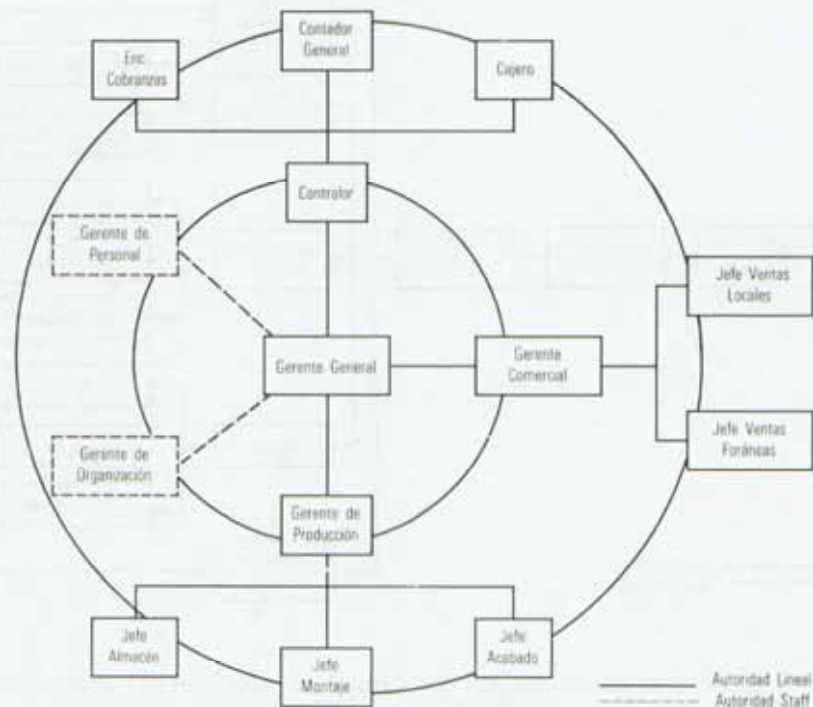 Contador
General
Enc.
Cobranzas
Cajero
Contralor
Gerente de
Personal
Jefe Ventas
Locales
Gerente General
Gerente
Comercial
Jefe Ventas
Foráneas
Gerente de
Organización
Gerente de
Producción
Jefe
Almacén
Jefe
Montaje
Jefe
Acabado
Autoridad Lineal
Autoridad Staff